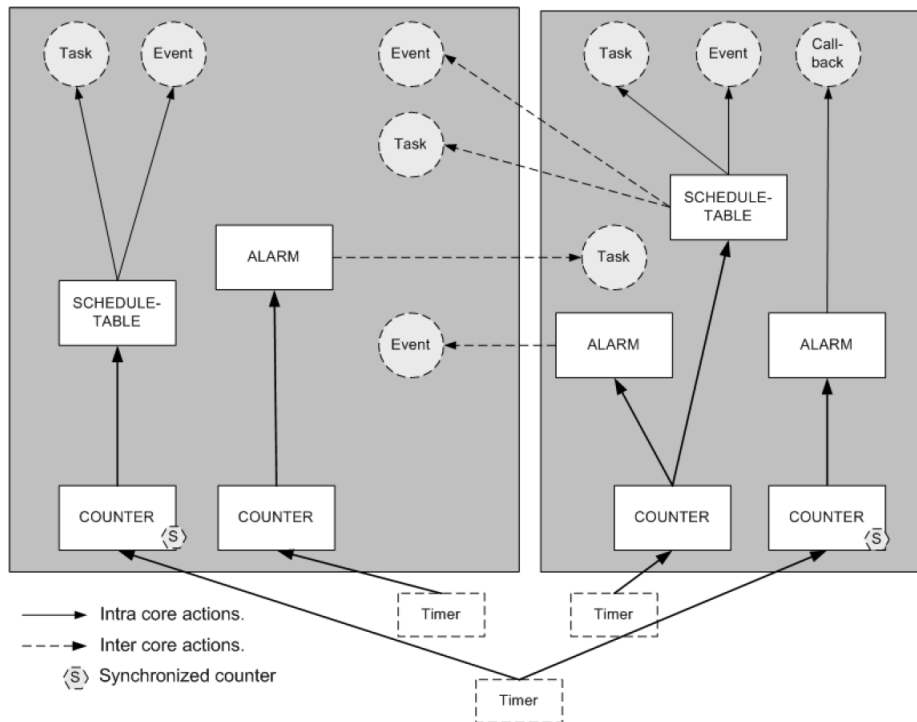 Task
Event
Event
Task
Event
Call-
back
Task
SCHEDULE-
TABLE
ALARM
Task
SCHEDULE-
TABLE
Event
ALARM
ALARM
COUNTER
S
COUNTER
COUNTER
COUNTER
S
Timer
Timer
Intra core actions.
Inter core actions.
S Synchronized counter
Timer